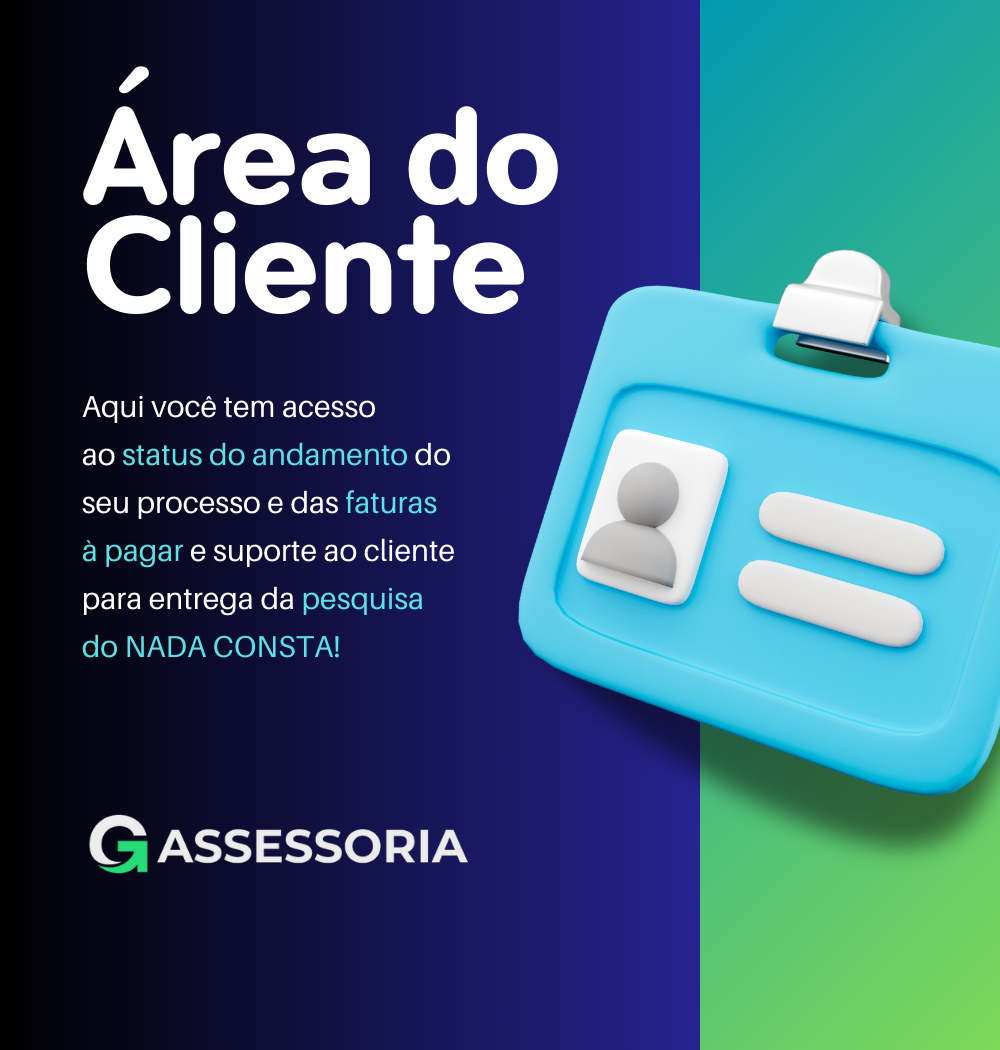 Área do
Cliente
Aqui você tem acesso
ao status do andamento do
seu processo e das faturas
à pagar e suporte ao cliente
para entrega da pesquisa
do NADA CONSTA!
G ASSESSORIA